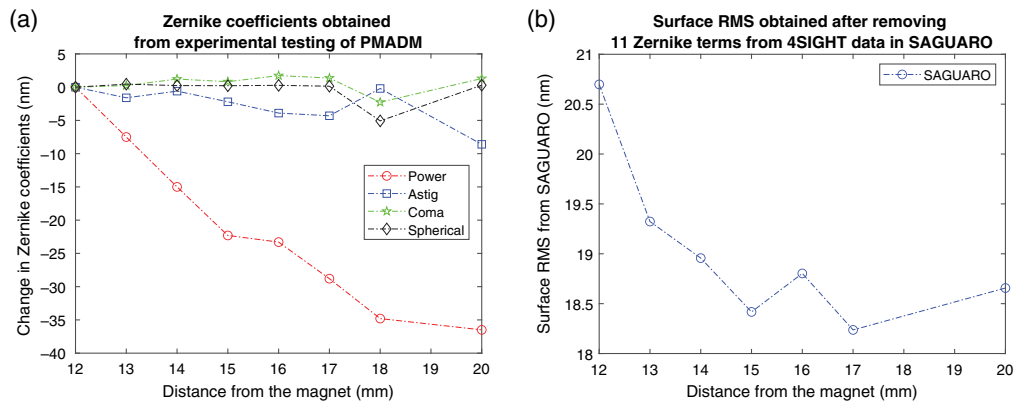 (a)
Zernike coefficients obtained
from experimental testing of PMADM
Change in Zernike coefficients (nm)
5
0
−5
−10
−15
−20
−25
−30
−35
−40
Power
Astig
Coma
Spherical
12 13 14 15 16 17 18 19 20
Distance from the magnet (mm)
(b)
Surface RMS obtained after removing
11 Zernike terms from 4SIGHT data in SAGUARO
Surface RMS from SAGUARO (nm)
21
20.5
20
19.5
19
18.5
18
SAGUARO
12 13 14 15 16 17 18 19 20
Distance from the magnet (mm)